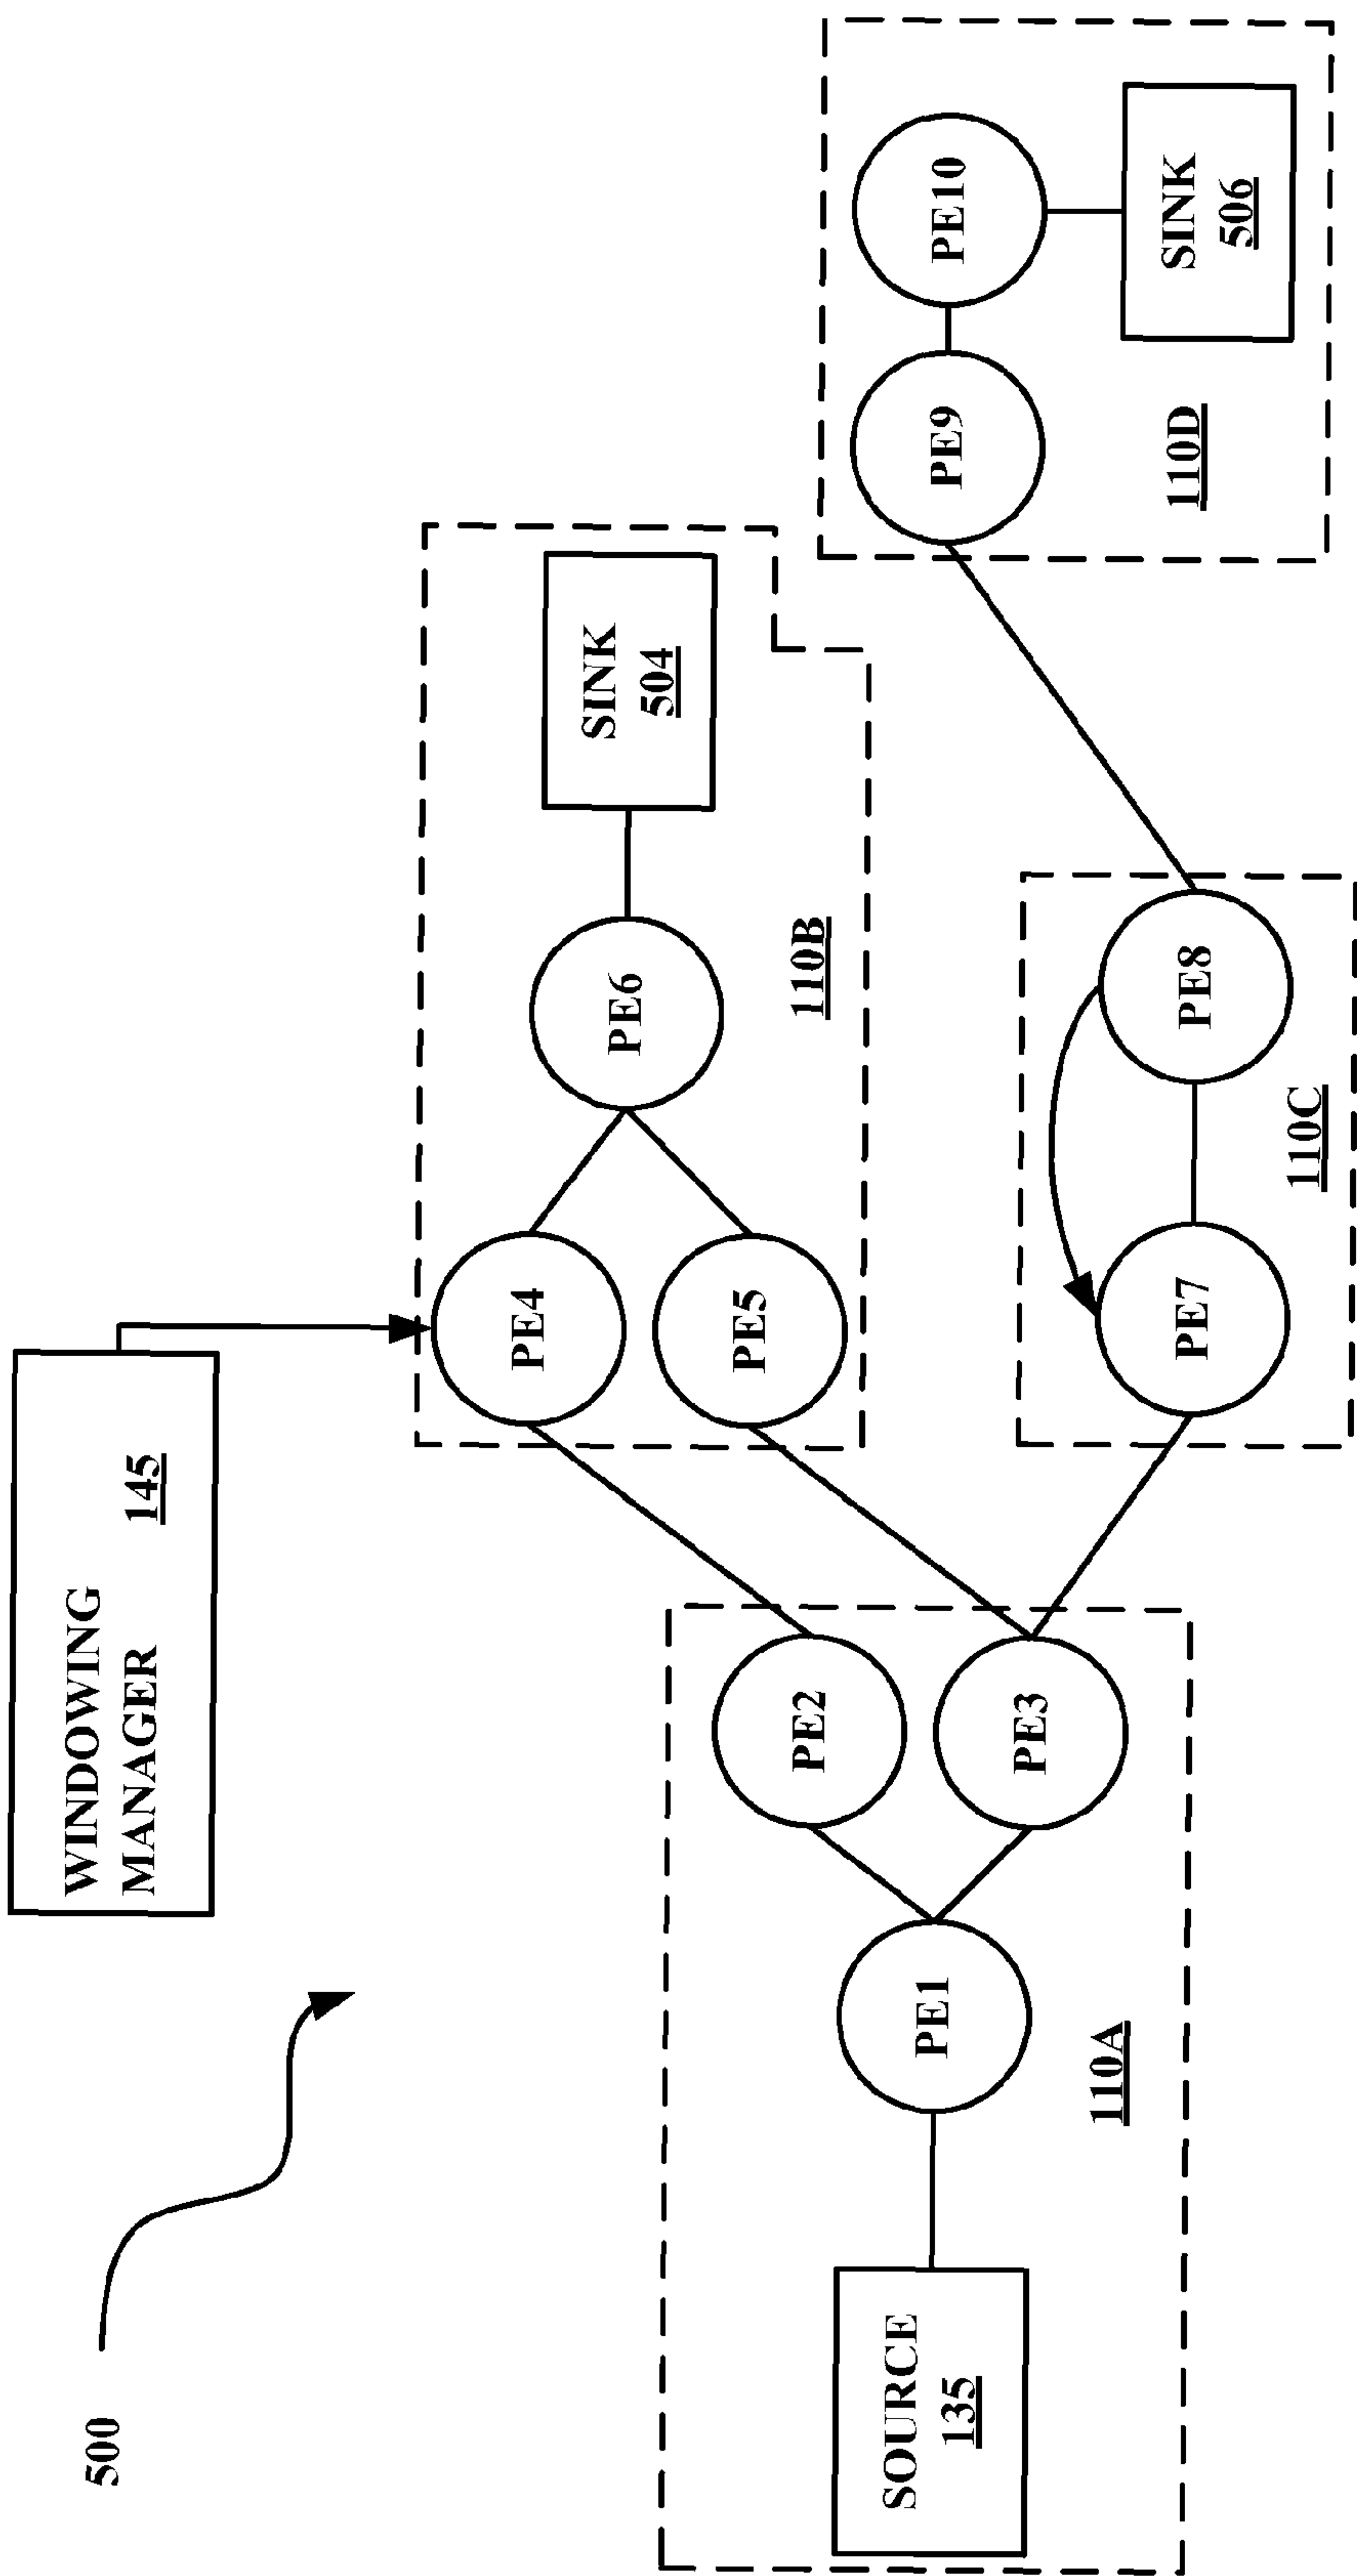 500
WINDOWING
MANAGER
145
SOURCE
135
PE1
PE2
PE3
110A
PE4
PE5
PE6
SINK
504
110B
PE7
PE8
110C
PE9
PE10
SINK
506
110D